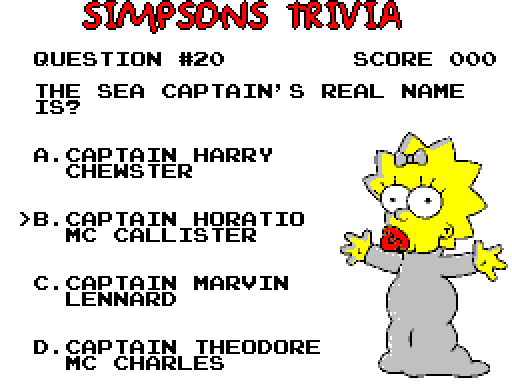 SIMPSONS TRIVIA
QUESTION #20 SCORE 000
THE SEA CAPTAIN'S REAL NAME
IS?
A.CAPTAIN HARRY
CHEWSTER
>B.CAPTAIN HORATIO
MC CALLISTER
C.CAPTAIN MARVIN
LENNARD
D.CAPTAIN THEODORE
MC CHARLES